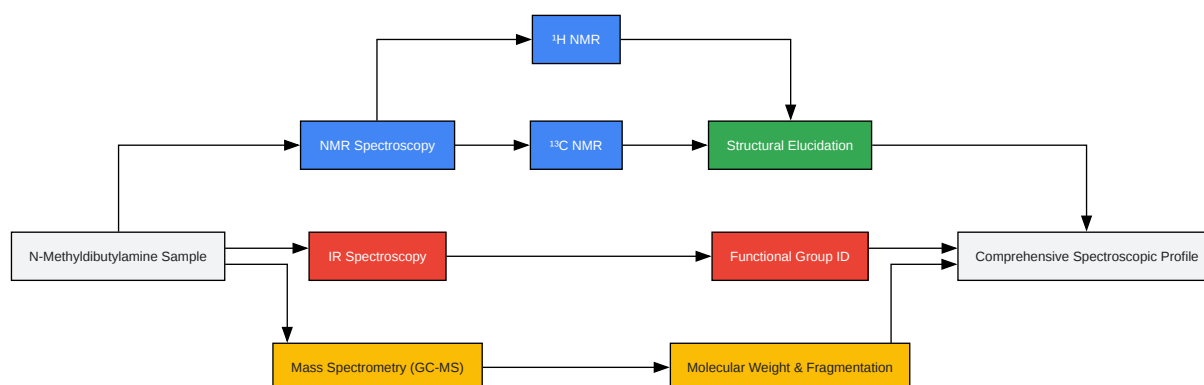 ¹H NMR
NMR Spectroscopy
¹³C NMR
Structural Elucidation
N-Methyldibutylamine Sample
IR Spectroscopy
Functional Group ID
Comprehensive Spectroscopic Profile
Mass Spectrometry (GC-MS)
Molecular Weight & Fragmentation